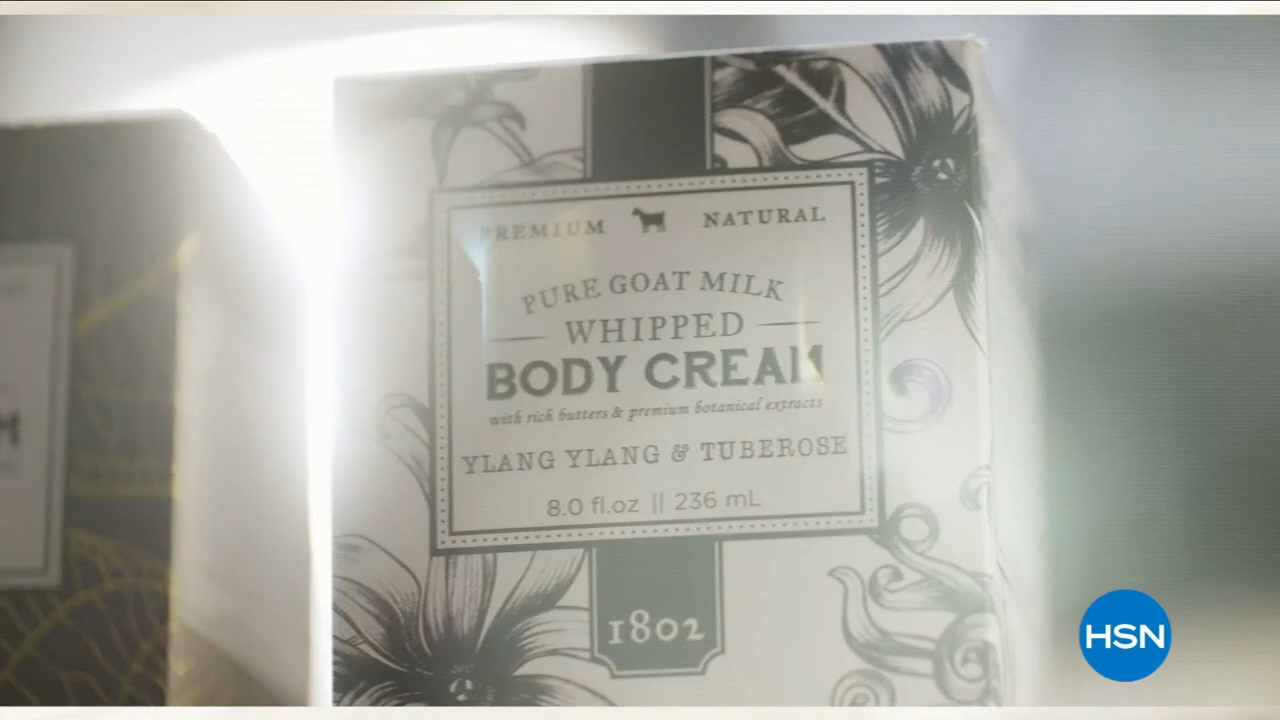 PREMIUM NATURAL
PURE GOAT MILK
WHIPPED
BODY CREAM
with rich butters & premium botanical extracts
YLANG YLANG & TUBEROSE
8.0 fl.oz || 236 mL
1802
HSN
M